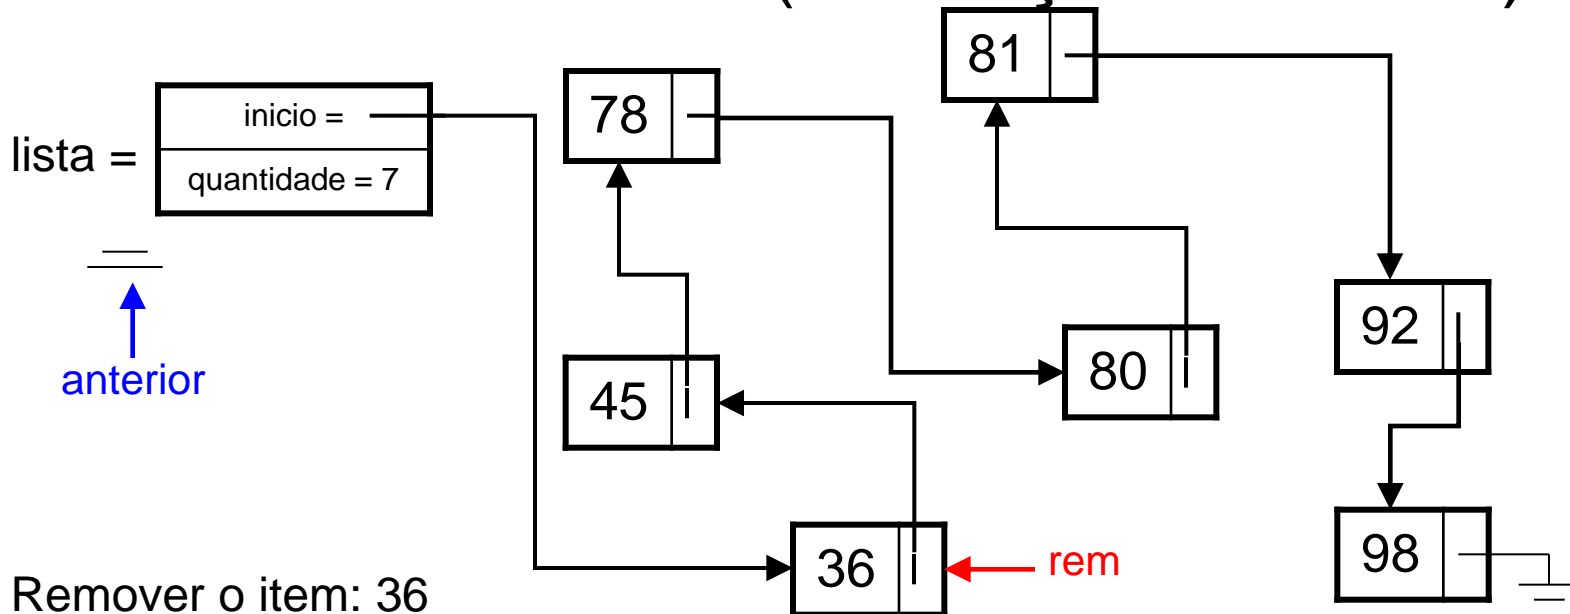 81
78
inicio =
lista =
quantidade = 7
92
80
anterior
45
98
36
rem
Remover o item: 36